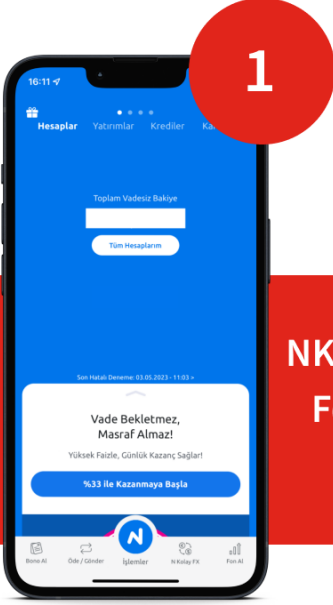 1
16:11
Hesaplar Yatırımlar Krediler
Toplam Vadesiz Bakiye
Tüm Hesaplarım
NK
F
Son Hatalı Deneme: 03.05.2023 - 11:03 >
Vade Bekletmez,
Masraf Almaz!
Yüksek Faizle, Günlük Kazanç Sağlar!
%33 ile Kazanmaya Başla
N
Bono Al Öde / Gönder İşlemler N Kolay FX Fon Al